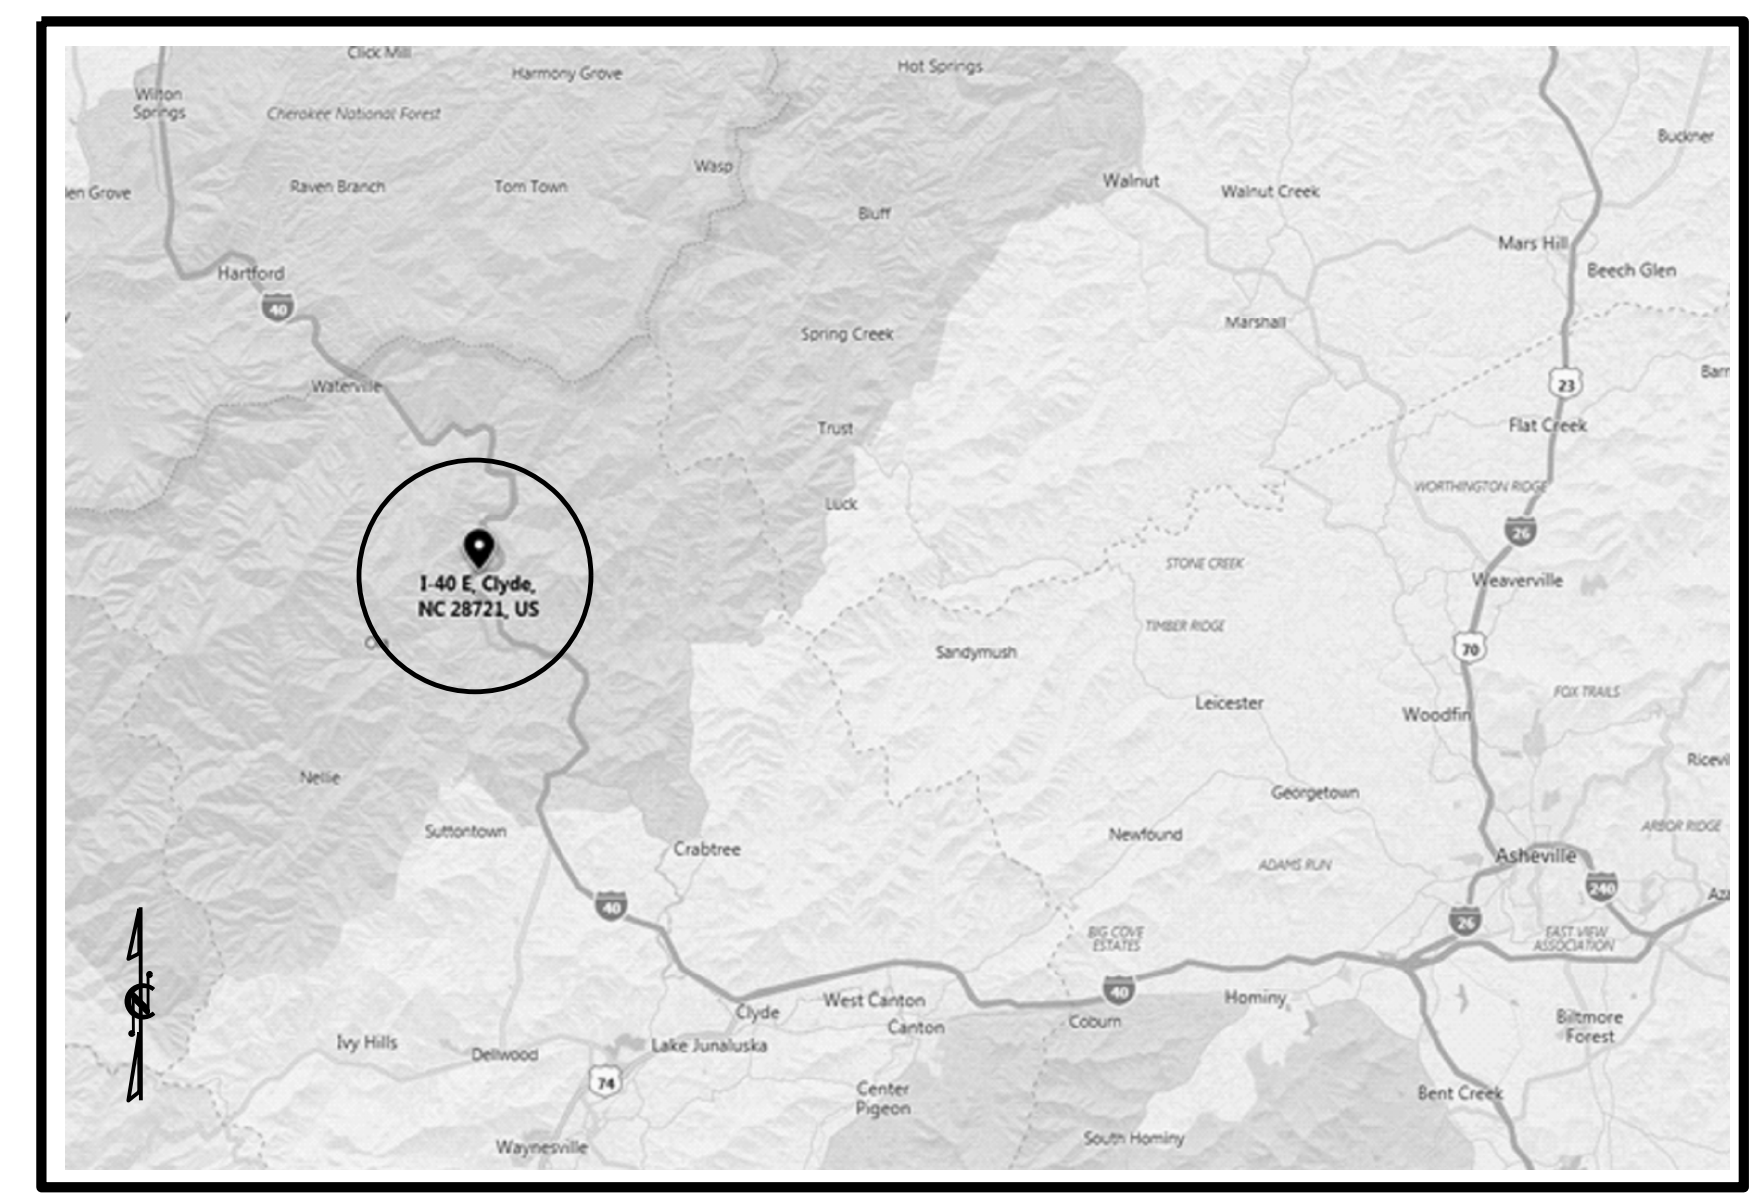 Click Mill
Harmony Grove
Hot Springs
Wilton
Springs
Cherokee National Forest
Buckner
Wasp
Walnut
Walnut Creek
Raven Branch
Tom Town
en Grove
Bluff
Mars Hill
Beech Glen
Hartford
40
Marshall
Spring Creek
Waterville
23
Barn
Flat Creek
Trust
WORTHINGTON RIDGE
Luck
26
STONE CREEK
Weaverville
I-40 E, Clyde,
NC 28721, US
TIMBER RIDGE
70
Sandymush
FOX TRAILS
Leicester
Woodfin
Ricevil
Nellie
Georgetown
Suttontown
Newfound
ARBOR RIDGE
Crabtree
ADAMS RUN
Asheville
240
Aza
40
26
BIG COVE
ESTATES
EAST VIEW
ASSOCIATION
40
West Canton
Hominy
Clyde
Coburn
Canton
Biltmore
Forest
Ivy Hills
Dellwood
Lake Junaluska
74
Center
Pigeon
Bent Creek
South Hominy
Waynesville